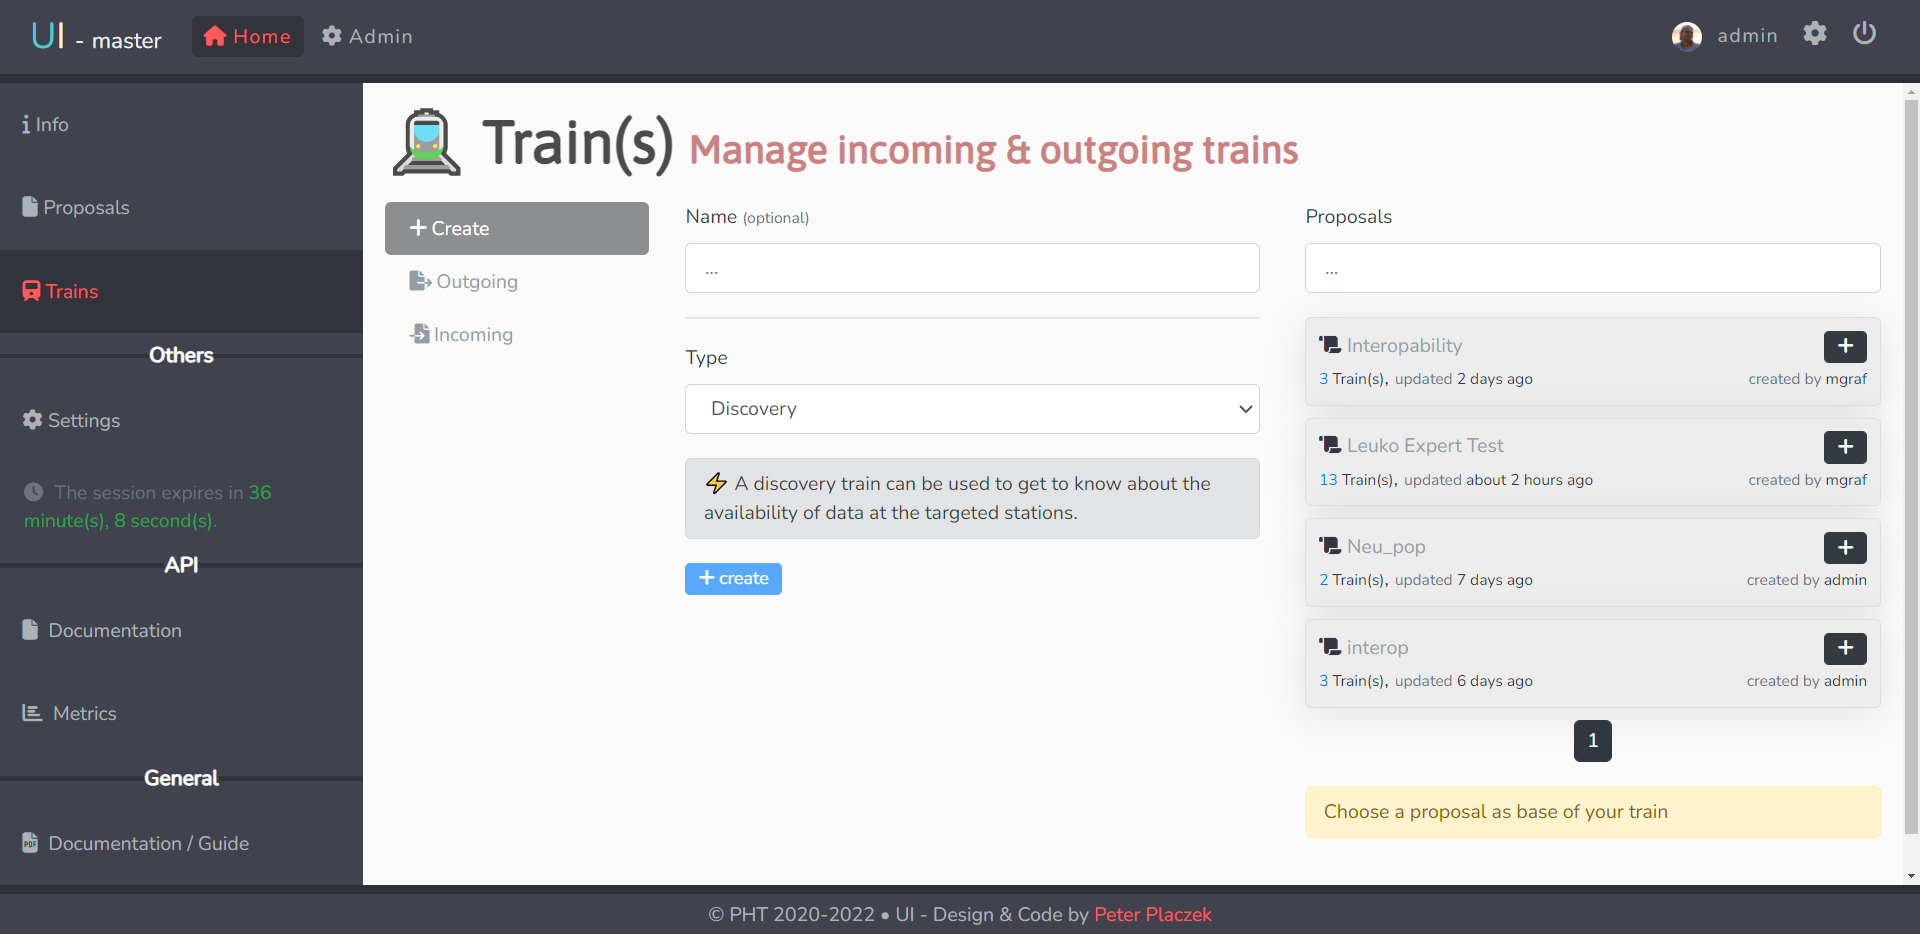 UI - master
Home
Admin
admin
Info
Proposals
Trains
Others
Settings
The session expires in 36
minute(s), 8 second(s).
API
Documentation
Metrics
General
PDF Documentation / Guide
Train(s) Manage incoming & outgoing trains
Create
Outgoing
Incoming
Name (optional)
...
Type
Discovery
⚡ A discovery train can be used to get to know about the
availability of data at the targeted stations.
+ create
Proposals
...
Interopability
+
3 Train(s), updated 2 days ago
created by mgraf
Leuko Expert Test
+
13 Train(s), updated about 2 hours ago
created by mgraf
Neu_pop
+
2 Train(s), updated 7 days ago
created by admin
interop
+
3 Train(s), updated 6 days ago
created by admin
1
Choose a proposal as base of your train
© PHT 2020-2022 • UI - Design & Code by Peter Placzek